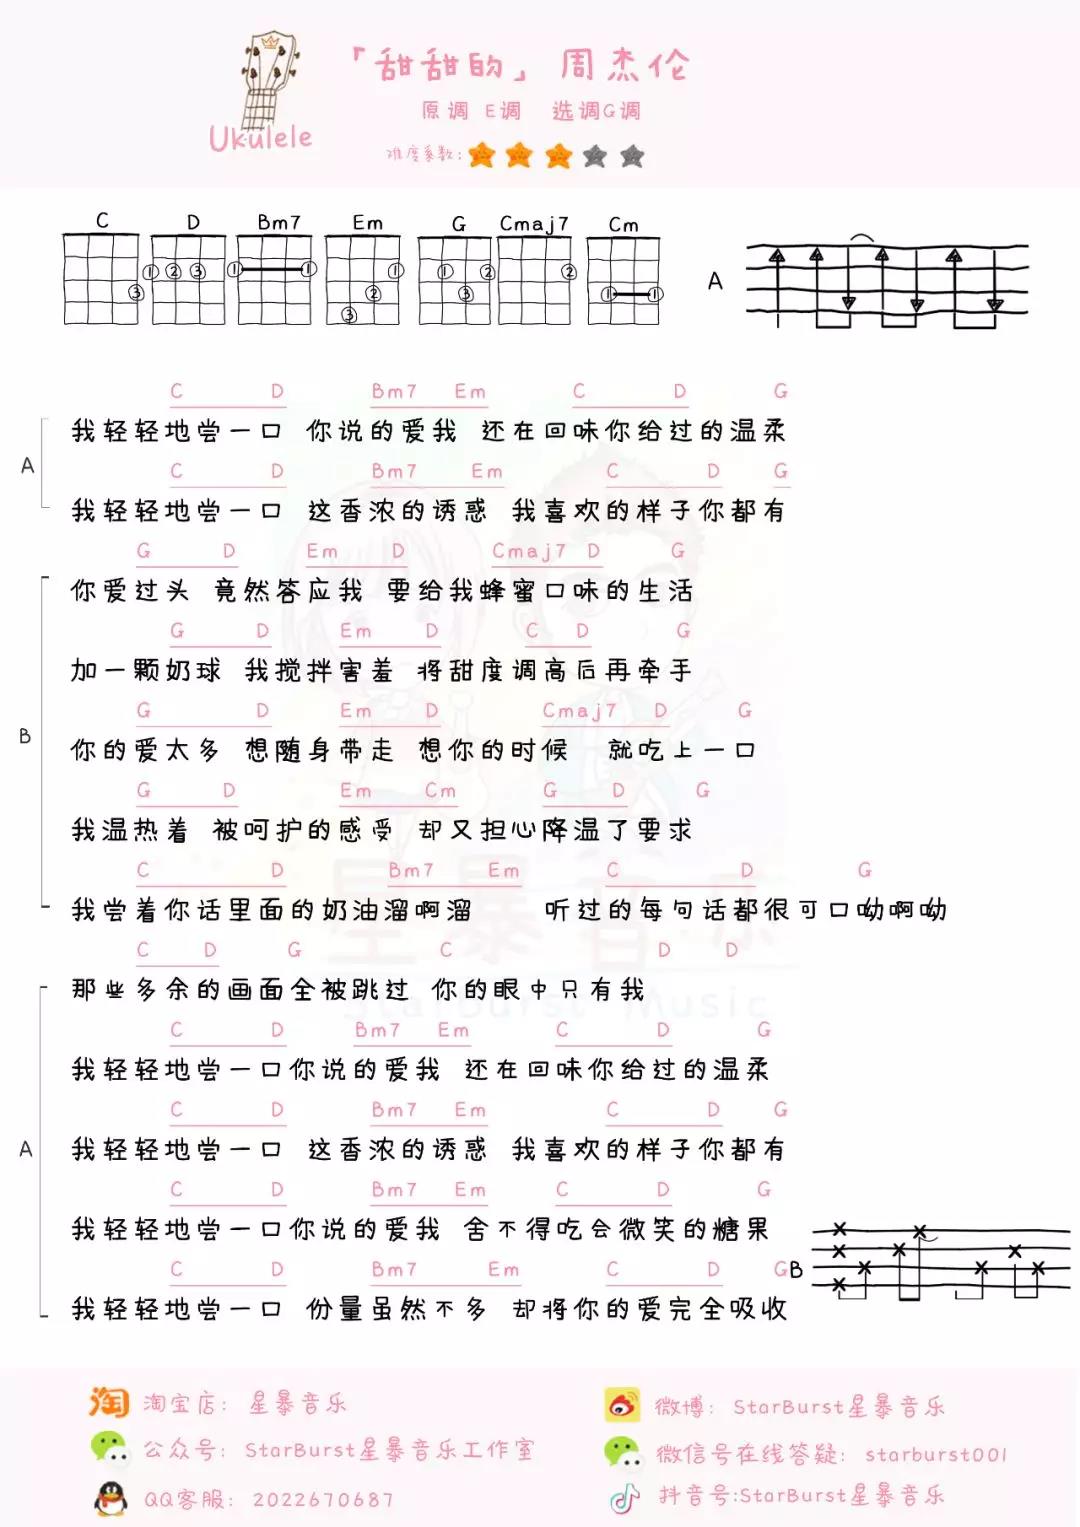 「甜甜的」 周杰伦
原调 E调 选调G调
Ukulele
难度系数:
C D Bm7 Em G Cmaj7 Cm
1 2 3 1 1 1 1 2 2
3 2 3 1 1
3
A
C D Bm7 Em C D G
我轻轻地尝一口 你说的爱我 还在回味你给过的温柔
A
C D Bm7 Em C D G
我轻轻地尝一口 这香浓的诱惑 我喜欢的样子你都有
G D Em D Cmaj7 D G
你爱过头 竟然答应我 要给我蜂蜜口味的生活
G D Em D C D G
加一颗奶球 我搅拌害羞 将甜度调高后再牵手
B
G D Em D Cmaj7 D G
你的爱太多 想随身带走 想你的时候 就吃上一口
G D Em Cm G D G
我温热着 被呵护的感受 却又担心降温了要求
C D Bm7 Em C D G
我尝着你话里面的奶油溜啊溜 听过的每句话都很可口呦啊呦
C D G C D D
那些多余的画面全被跳过 你的眼中只有我
C D Bm7 Em C D G
我轻轻地尝一口你说的爱我 还在回味你给过的温柔
C D Bm7 Em C D G
A
我轻轻地尝一口 这香浓的诱惑 我喜欢的样子你都有
C D Bm7 Em C D G
我轻轻地尝一口你说的爱我 舍不得吃会微笑的糖果
C D Bm7 Em C D G
B
我轻轻地尝一口 份量虽然不多 却将你的爱完全吸收
星暴音乐
StarBurst Music
淘 淘宝店: 星暴音乐
公众号: StarBurst星暴音乐工作室
QQ客服: 2022670687
微博: StarBurst星暴音乐
微信号在线答疑: starburst001
抖音号:StarBurst星暴音乐